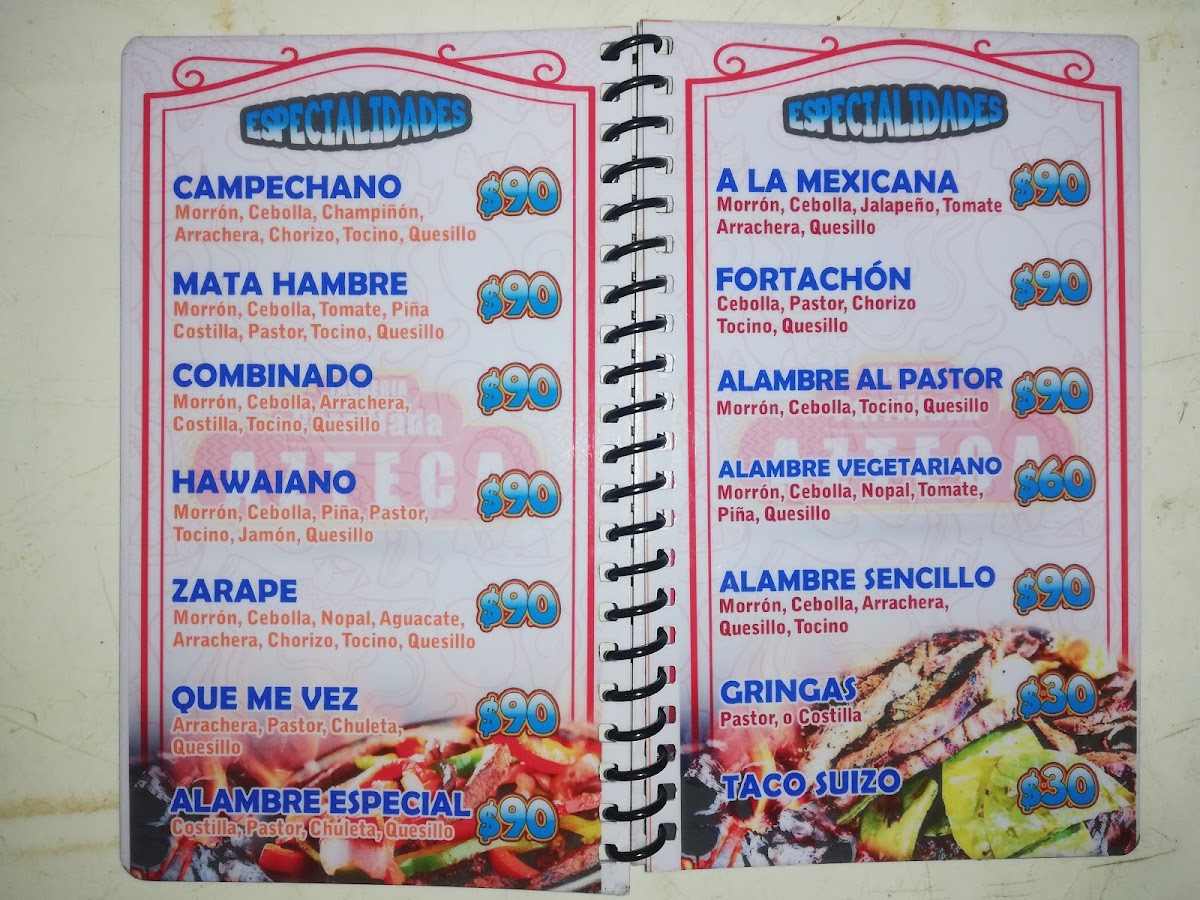 ESPECIALIDADES
CAMPECHANO $90
Morrón, Cebolla, Champiñón,
Arrachera, Chorizo, Tocino, Quesillo
MATA HAMBRE $90
Morrón, Cebolla, Tomate, Piña
Costilla, Pastor, Tocino, Quesillo
COMBINADO $90
Morrón, Cebolla, Arrachera,
Costilla, Tocino, Quesillo
HAWAIANO $90
Morrón, Cebolla, Piña, Pastor,
Tocino, Jamón, Quesillo
ZARAPE $90
Morrón, Cebolla, Nopal, Aguacate,
Arrachera, Chorizo, Tocino, Quesillo
QUE ME VEZ $90
Arrachera, Pastor, Chuleta,
Quesillo
ALAMBRE ESPECIAL $90
Costilla, Pastor, Chúleta, Quesillo
AZTECA
ESPECIALIDADES
A LA MEXICANA $90
Morrón, Cebolla, Jalapeño, Tomate
Arrachera, Quesillo
FORTACHÓN $90
Cebolla, Pastor, Chorizo
Tocino, Quesillo
ALAMBRE AL PASTOR $90
Morrón, Cebolla, Tocino, Quesillo
ALAMBRE VEGETARIANO $60
Morrón, Cebolla, Nopal, Tomate,
Piña, Quesillo
ALAMBRE SENCILLO $90
Morrón, Cebolla, Arrachera,
Quesillo, Tocino
GRINGAS $30
Pastor, o Costilla
TACO SUIZO $30
AZTECA